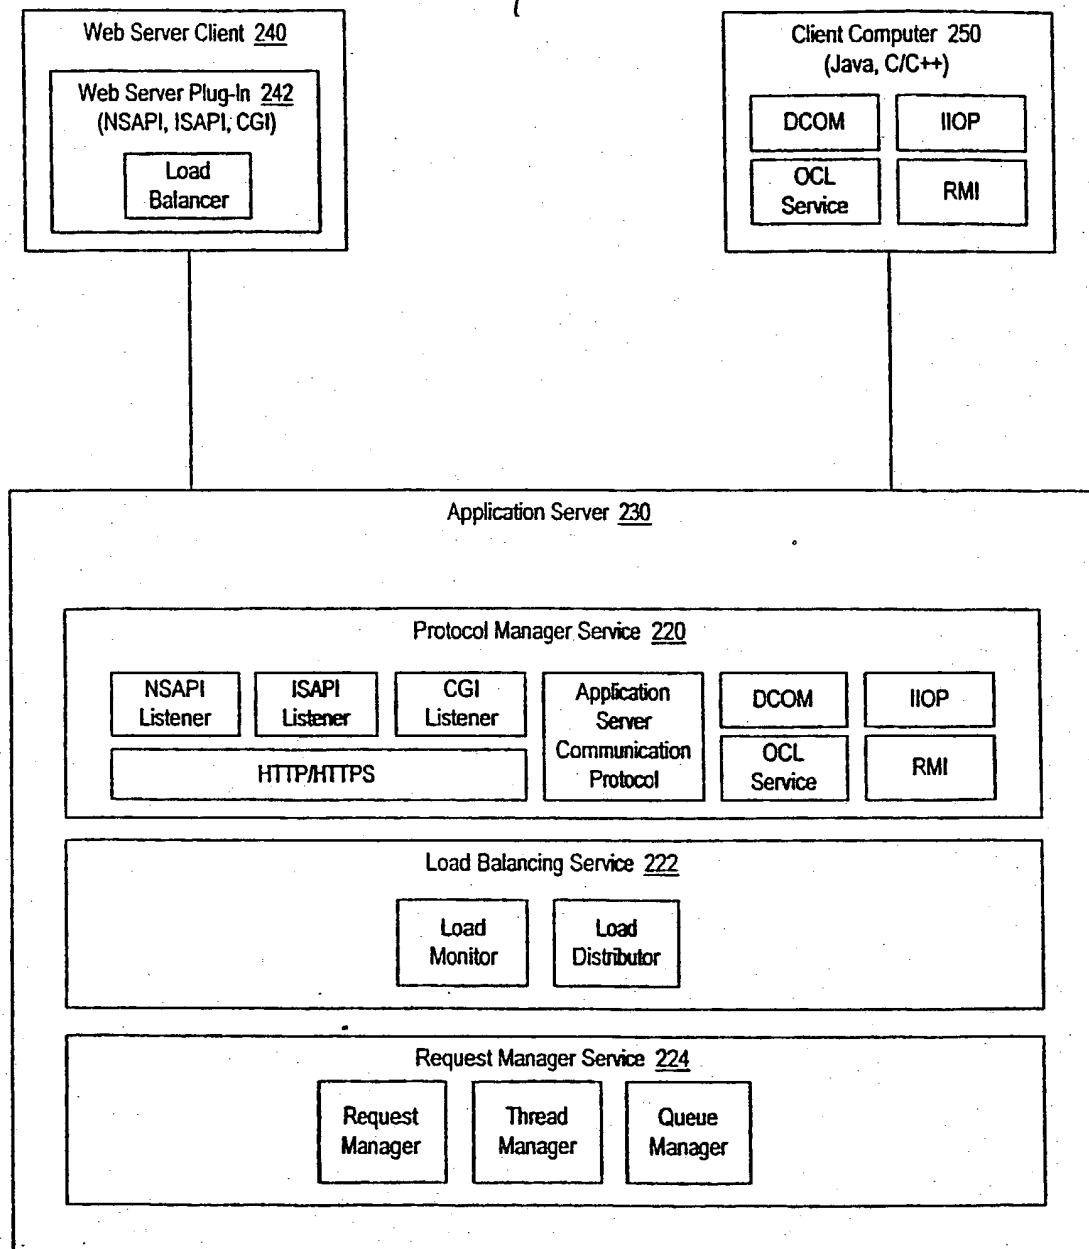 Web Server Client 240
Web Server Plug-In 242
(NSAPI, ISAPI, CGI)
Load
Balancer
Client Computer 250
(Java, C/C++)
DCOM
IIOP
OCL
Service
RMI
Application Server 230
Protocol Manager Service 220
NSAPI
Listener
ISAPI
Listener
CGI
Listener
HTTP/HTTPS
Application
Server
Communication
Protocol
DCOM
IIOP
OCL
Service
RMI
Load Balancing Service 222
Load
Monitor
Load
Distributor
Request Manager Service 224
Request
Manager
Thread
Manager
Queue
Manager